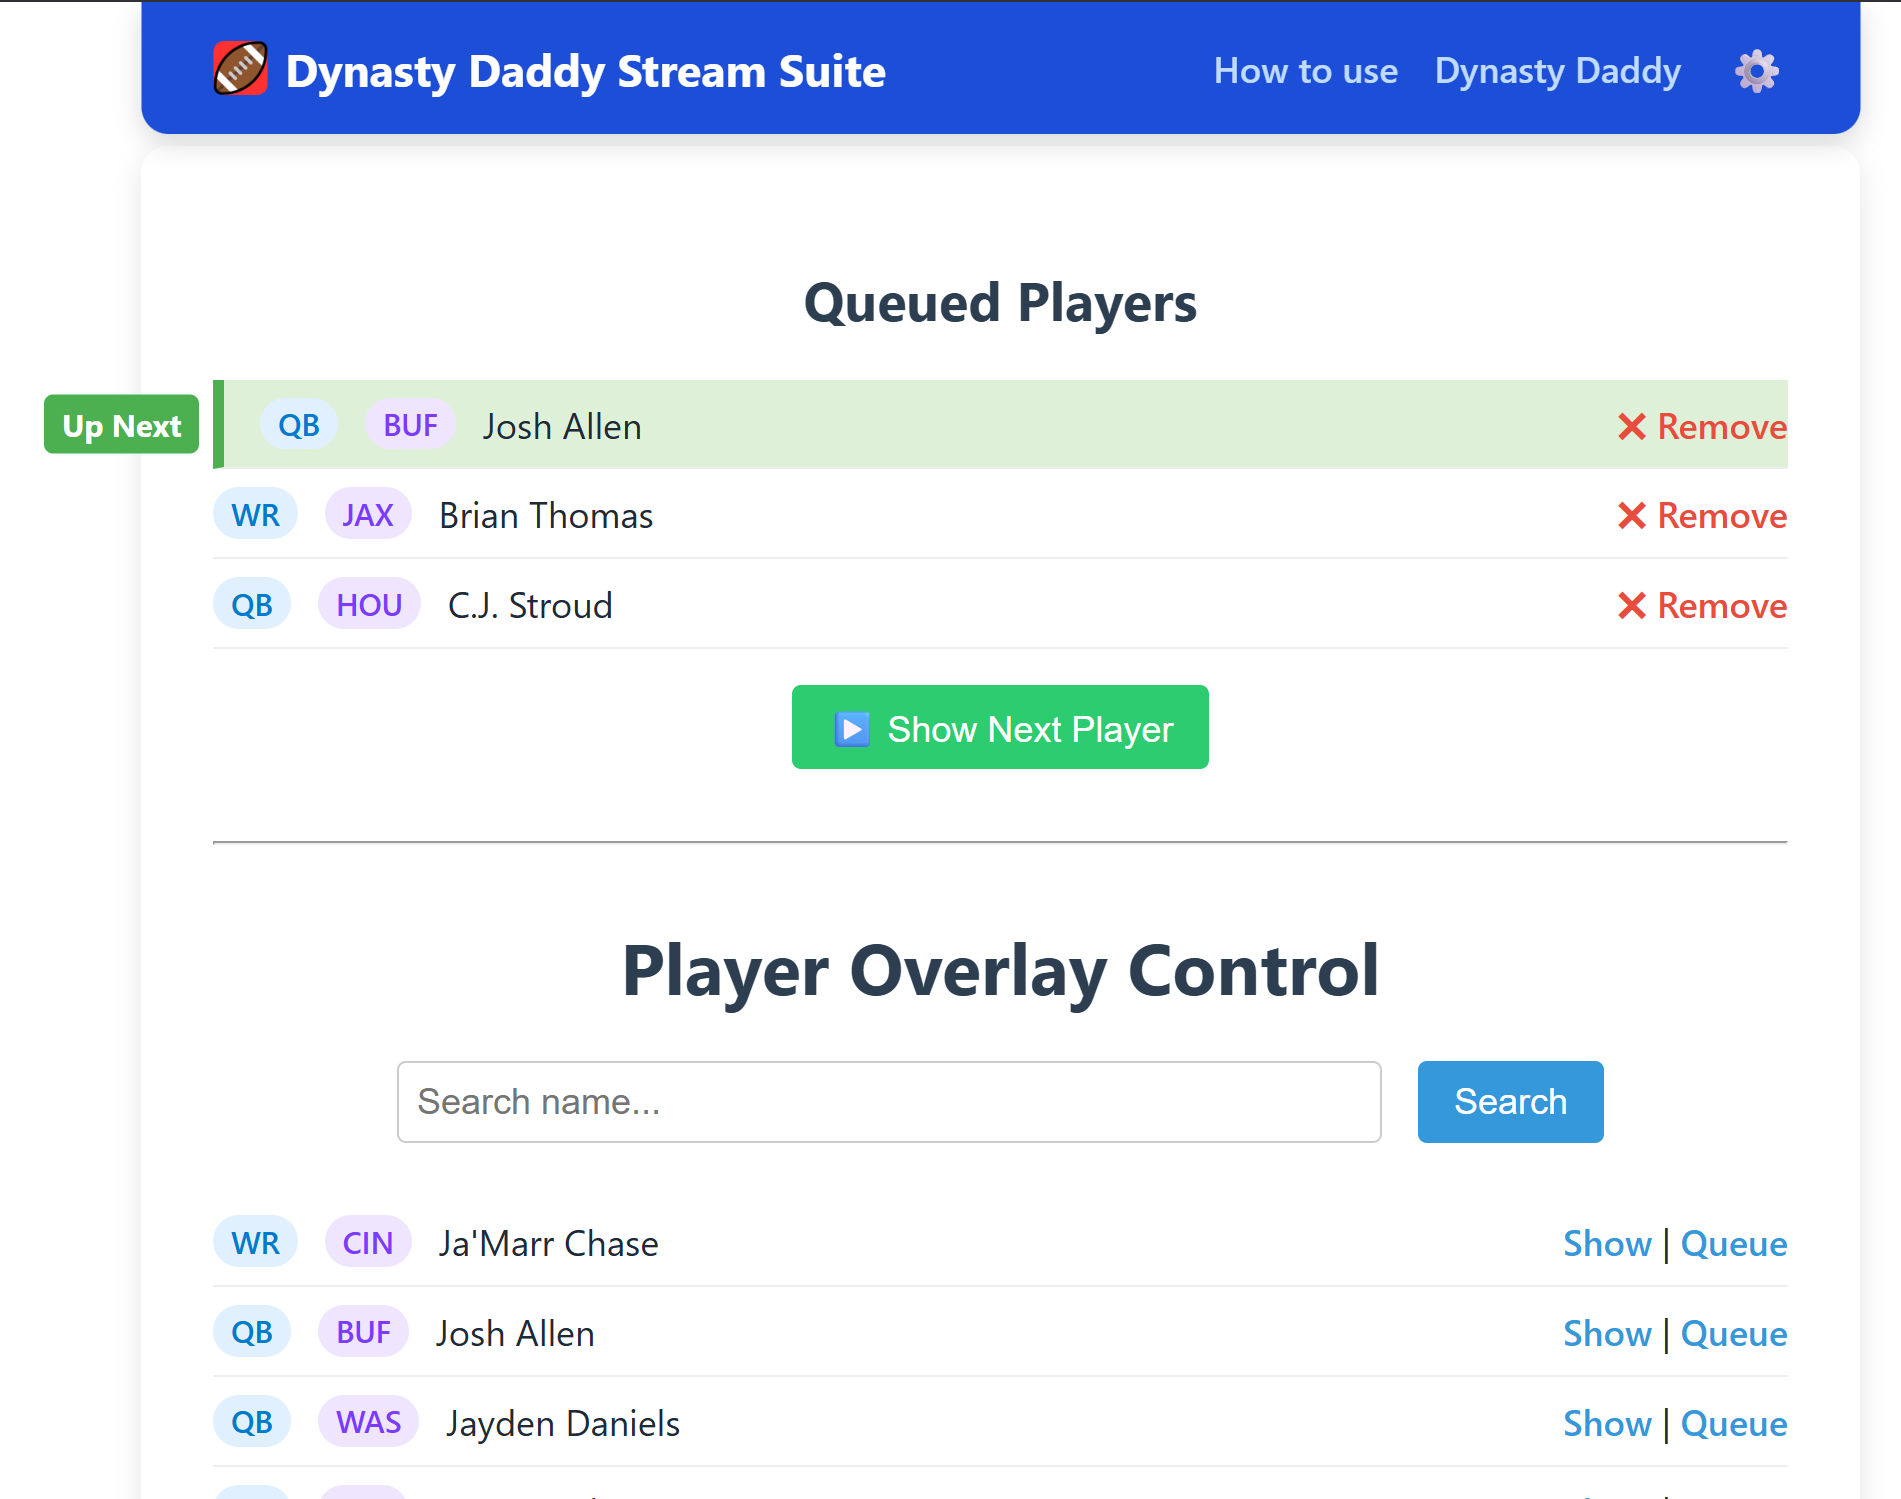 Dynasty Daddy Stream Suite How to use Dynasty Daddy
Queued Players
Up Next QB BUF Josh Allen ❌ Remove
WR JAX Brian Thomas ❌ Remove
QB HOU C.J. Stroud ❌ Remove
▶️ Show Next Player
Player Overlay Control
Search name... Search
WR CIN Ja'Marr Chase Show | Queue
QB BUF Josh Allen Show | Queue
QB WAS Jayden Daniels Show | Queue